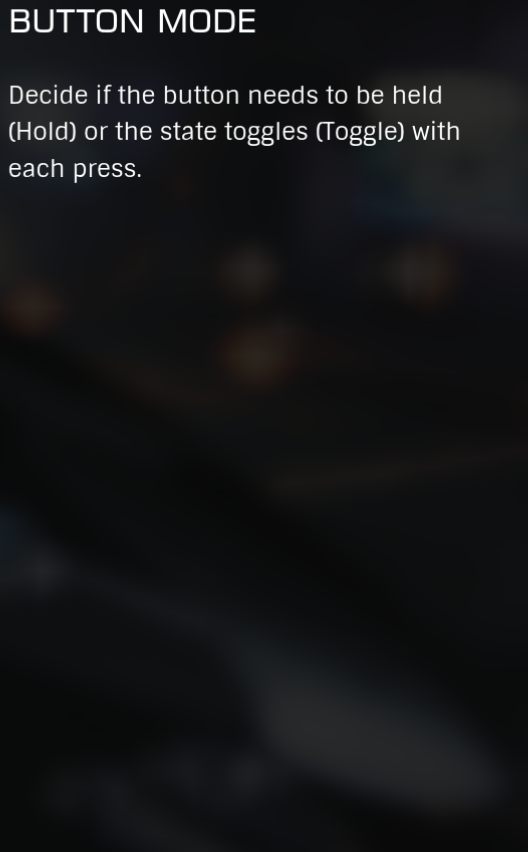 BUTTON MODE
Decide if the button needs to be held
(Hold) or the state toggles (Toggle) with
each press.